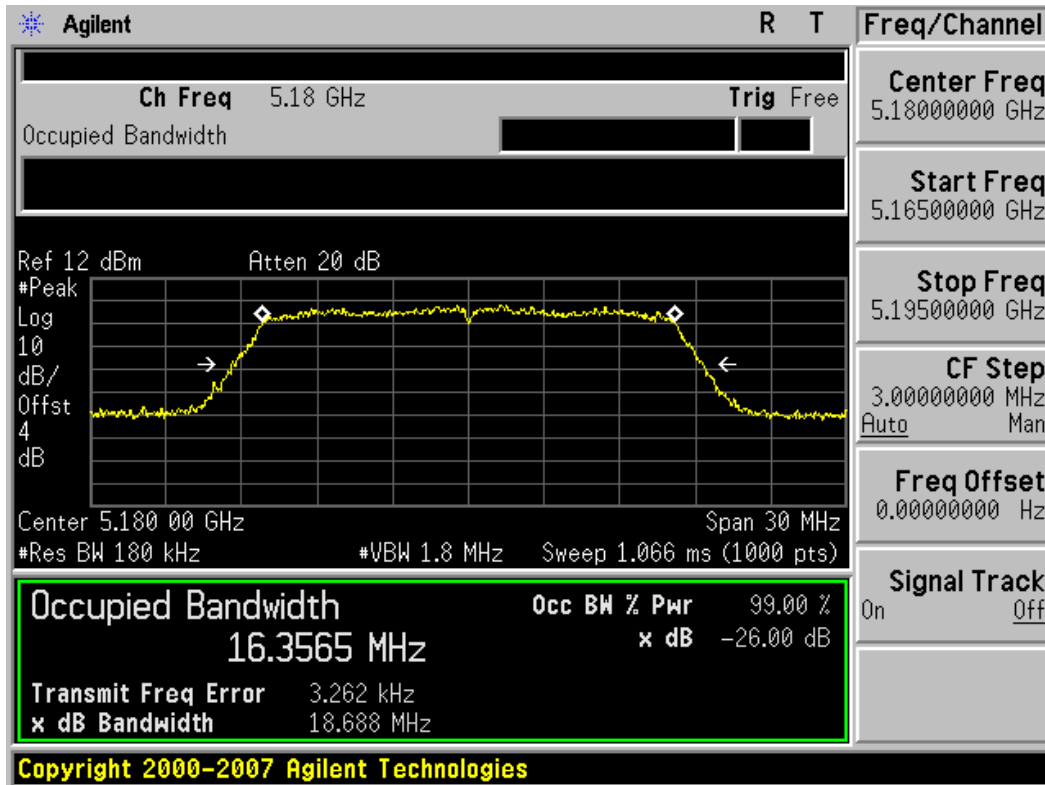 Agilent R T
Freq/Channel
Ch Freq 5.18 GHz Trig Free
Occupied Bandwidth
Center Freq
5.18000000 GHz
Start Freq
5.16500000 GHz
Stop Freq
5.19500000 GHz
CF Step
3.00000000 MHz
Auto Man
Freq Offset
0.00000000 Hz
Signal Track
On Off
Ref 12 dBm Atten 20 dB
#Peak
Log
10
dB/
Offst
4
dB
Center 5.180 00 GHz Span 30 MHz
#Res BW 180 kHz #VBW 1.8 MHz Sweep 1.066 ms (1000 pts)
Occupied Bandwidth Occ BW % Pwr 99.00 %
16.3565 MHz x dB -26.00 dB
Transmit Freq Error 3.262 kHz
x dB Bandwidth 18.688 MHz
Copyright 2000-2007 Agilent Technologies